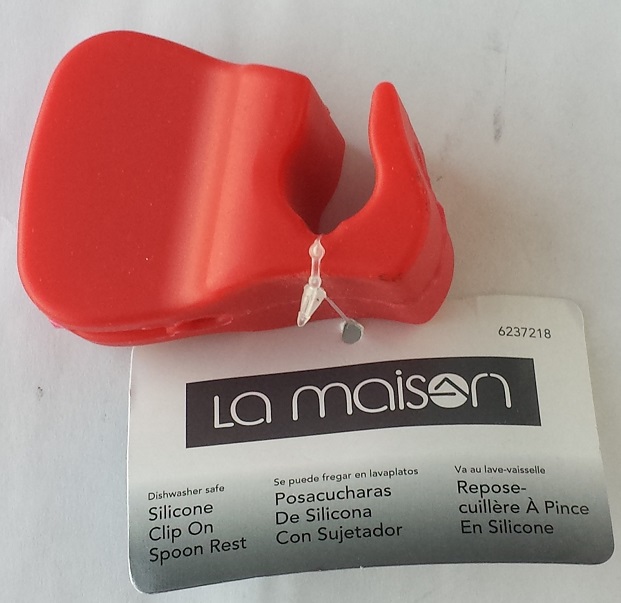 6237218
La maison
Dishwasher safe
Silicone
Clip On
Spoon Rest
Se puede fregar en lavaplatos
Posacucharas
De Silicona
Con Sujetador
Va au lave-vaisselle
Repose-
cuillère À Pince
En Silicone